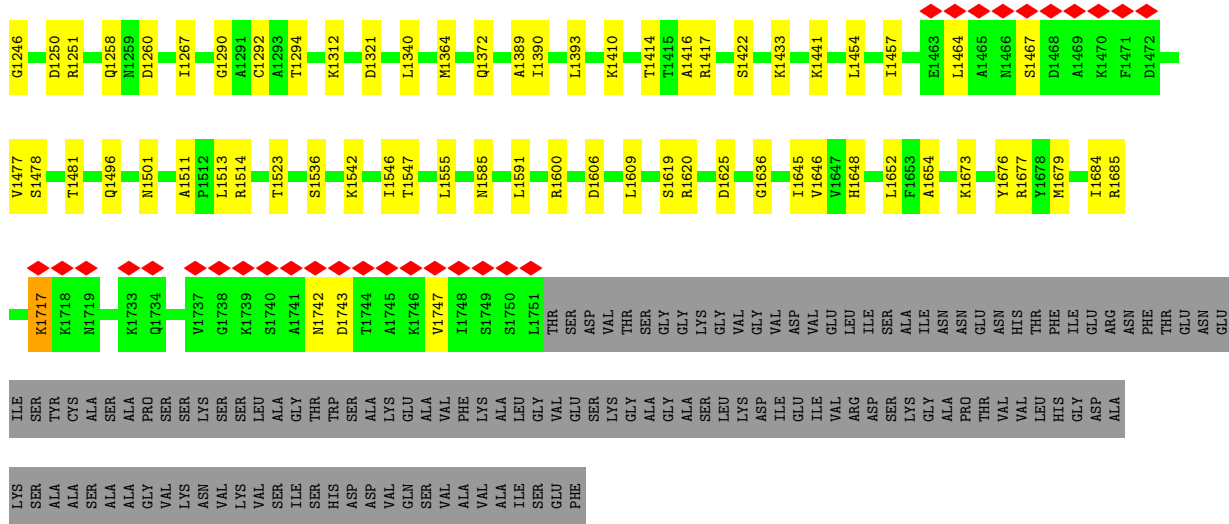 G1246 D1250 R1251 Q1258 N1259 D1260 I1267 G1290 A1291 C1292 A1293 T1294 K1312 D1321 L1340 M1364 Q1372 A1389 I1390 L1393 K1410 T1414 T1415 A1416 R1417 S1422 K1433 K1441 L1454 I1457 E1463 L1464 A1465 N1466 S1467 D1468 A1469 K1470 F1471 D1472
V1477 S1478 T1481 Q1496 N1501 A1511 P1512 L1513 R1514 T1523 S1536 K1542 I1546 T1547 L1555 N1585 L1591 R1600 D1606 L1609 S1619 R1620 D1625 G1636 I1645 V1646 V1647 H1648 L1652 F1653 A1654 K1673 Y1676 R1677 Y1678 M1679 I1684 R1685
K1717 K1718 N1719 K1733 Q1734 V1737 G1738 K1739 S1740 A1741 N1742 D1743 T1744 A1745 K1746 V1747 I1748 S1749 S1750 L1751 THR SER ASP VAL THR SER GLY GLY LYS GLY VAL GLY VAL ASP VAL GLU LEU ILE SER ALA ILE ASN ASN GLU ASN HIS THR PHE ILE GLU ARG ASN PHE THR GLU ASN GLU
ILE SER TYR CYS ALA SER ALA PRO SER SER LYS SER SER LEU ALA GLY THR TRP SER ALA LYS GLU ALA VAL PHE LYS ALA LEU GLY VAL GLU SER LYS GLY ALA GLY ALA SER LEU LYS ASP ILE GLU ILE VAL ARG ASP SER LYS GLY ALA PRO THR VAL VAL LEU HIS GLY ASP ALA
LYS SER ALA ALA SER ALA ALA GLY VAL LYS ASN VAL LYS VAL SER ILE SER HIS ASP ASP VAL GLN SER VAL ALA VAL ALA ILE SER GLU PHE